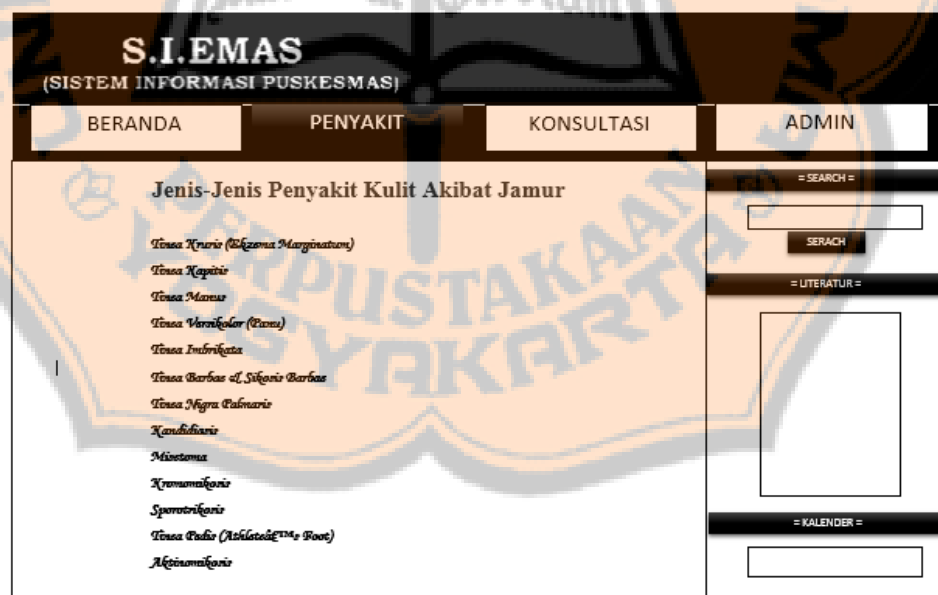 S.I.EMAS
(SISTEM INFORMASI PUSKESMAS)
BERANDA
PENYAKIT
KONSULTASI
ADMIN
Jenis-Jenis Penyakit Kulit Akibat Jamur
Tinea Kruris (Ekzema Marginatum)
Tinea Kapitis
Tinea Manus
Tinea Versikolor (Panu)
Tinea Imbrikata
Tinea Barbae & Sikosis Barbae
Tinea Nigra Palmaris
Kandidiasis
Misetoma
Kromomikosis
Sporotrikosis
Tinea Pedis (Athleteâ€™s Foot)
Aktinomikosis
= SEARCH =
SERACH
= LITERATUR =
= KALENDER =
PERPUSTAKAAN
YOGYAKARTA